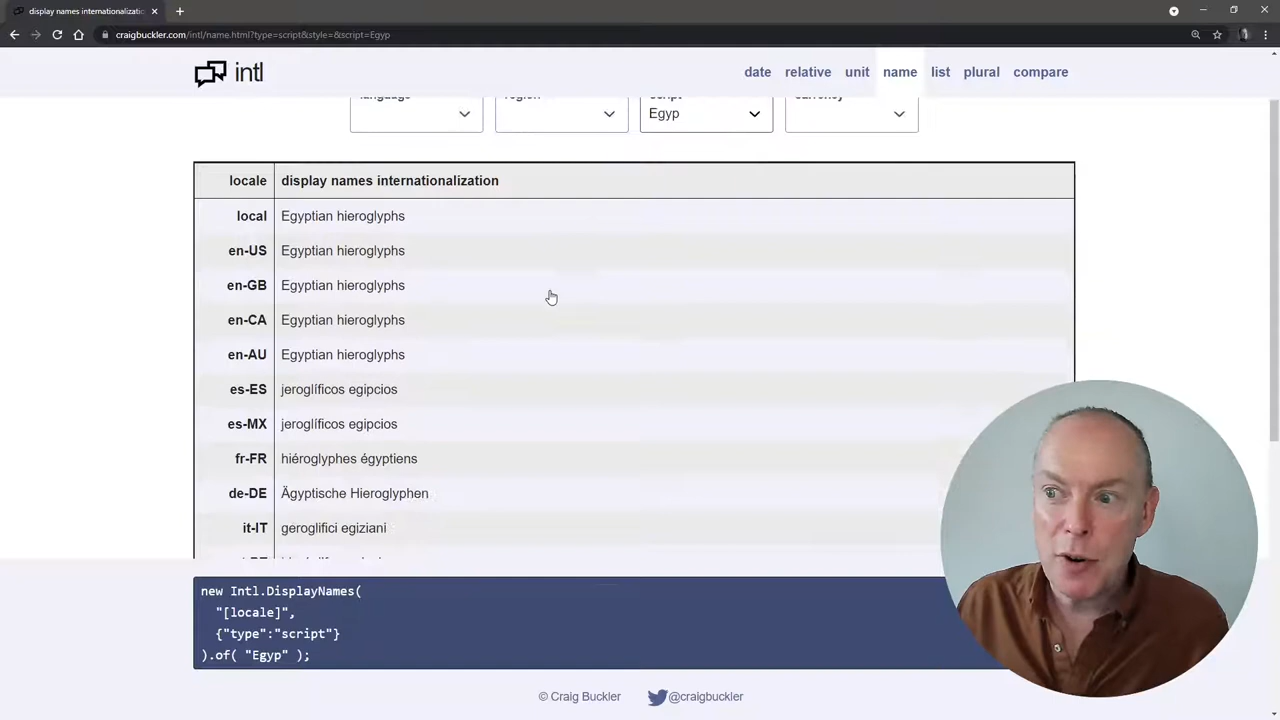 display names internationalizatio
craigbuckler.com/intl/name.html?type=script&style=&script=Egyp
intl
date relative unit name list plural compare
language region script currency
Egyp
locale display names internationalization
local Egyptian hieroglyphs
en-US Egyptian hieroglyphs
en-GB Egyptian hieroglyphs
en-CA Egyptian hieroglyphs
en-AU Egyptian hieroglyphs
es-ES jeroglíficos egipcios
es-MX jeroglíficos egipcios
fr-FR hiéroglyphes égyptiens
de-DE Ägyptische Hieroglyphen
it-IT geroglifici egiziani
new Intl.DisplayNames(
"[locale]",
{"type":"script"}
).of( "Egyp" );
© Craig Buckler @craigbuckler